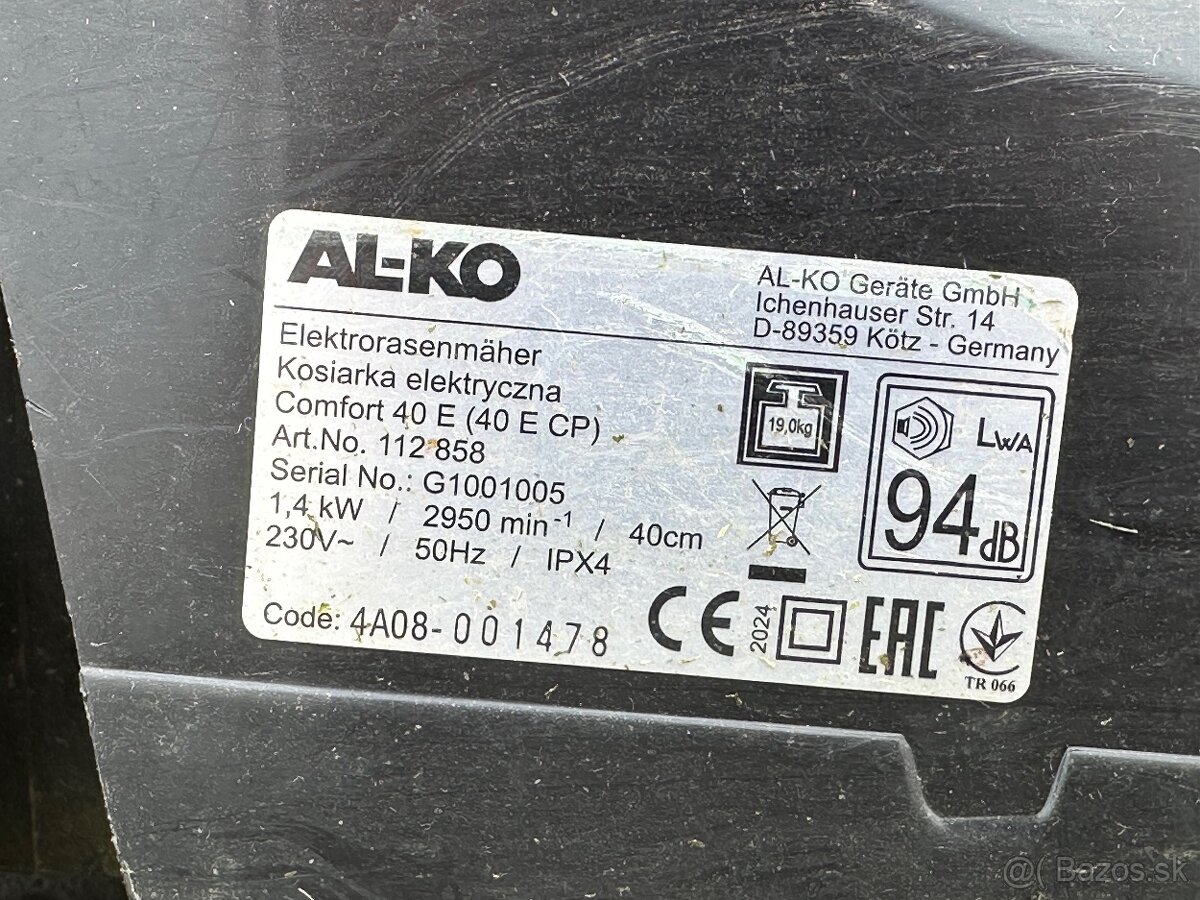 AL-KO
AL-KO Geräte GmbH
Ichenhauser Str. 14
D-89359 Kötz - Germany
Elektrorasenmäher
Kosiarka elektryczna
Comfort 40 E (40 E CP)
Art.No. 112 858
Serial No.: G1001005
1,4 kW / 2950 min-1 / 40cm
230V~ / 50Hz / IPX4
Code: 4A08-001478
19,0kg
LWA
94dB
CE
2024
EAC
TR 066
@( Bazos.sk